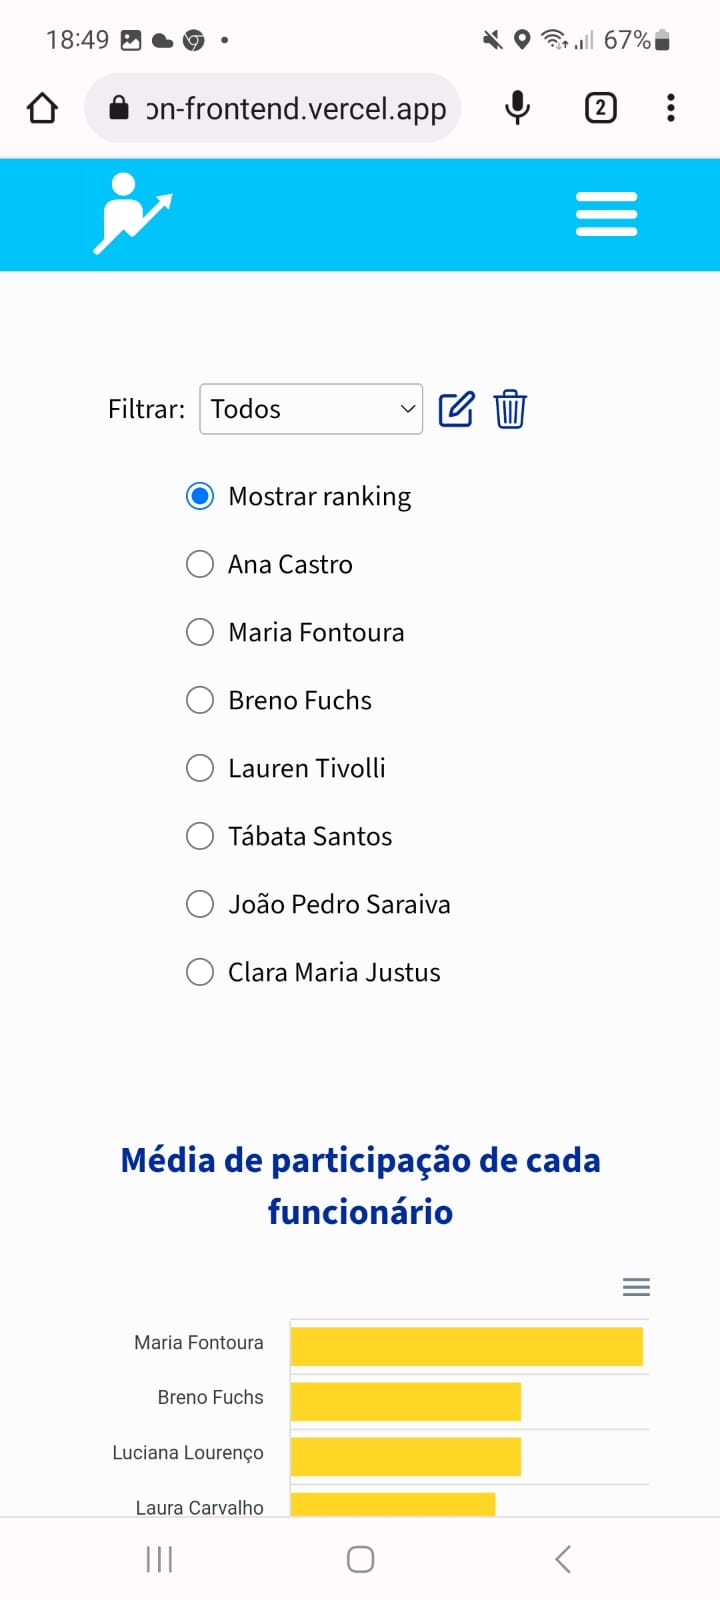 18:49 67%
on-frontend.vercel.app 2
Filtrar: Todos
Mostrar ranking
Ana Castro
Maria Fontoura
Breno Fuchs
Lauren Tivolli
Tábata Santos
João Pedro Saraiva
Clara Maria Justus
Média de participação de cada
funcionário
Maria Fontoura
Breno Fuchs
Luciana Lourenço
Laura Carvalho